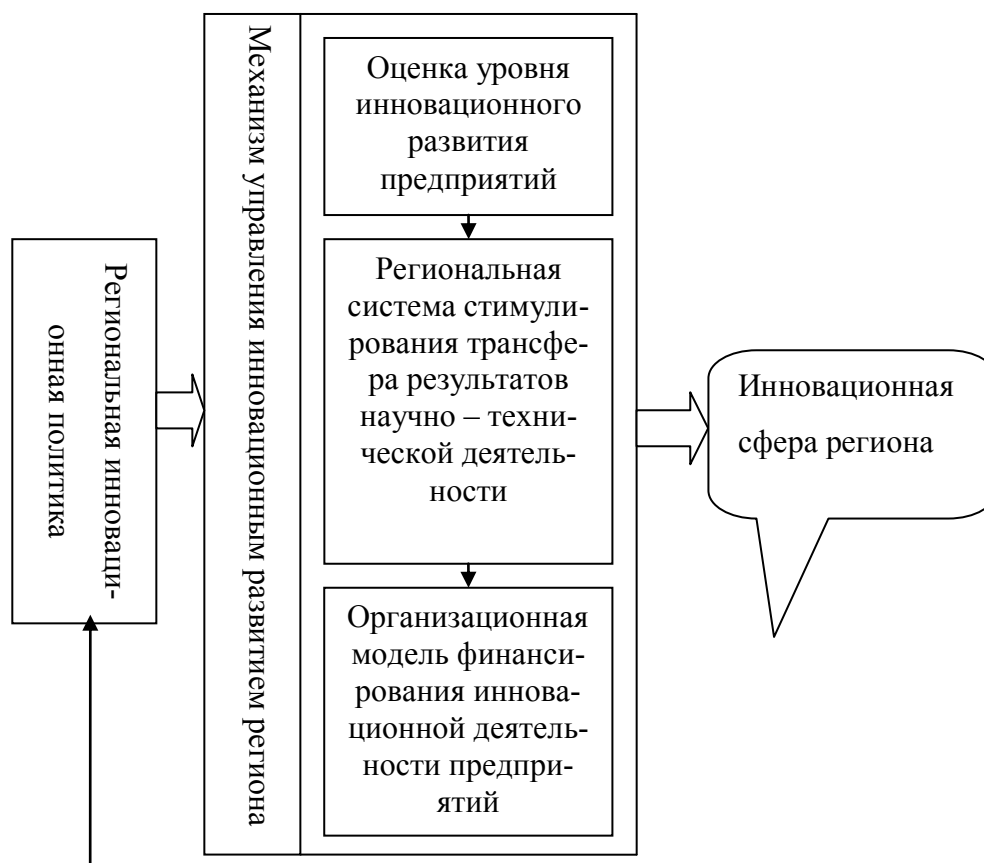 Региональная инноваци-
онная политика
Механизм управления инновационным развитием региона
Оценка уровня
инновационного
развития
предприятий
Региональная
система стимули-
рования трансфе-
ра результатов
научно – техни-
ческой деятель-
ности
Организационная
модель финанси-
рования иннова-
ционной деятель-
ности предпри-
ятий
Инновационная
сфера региона